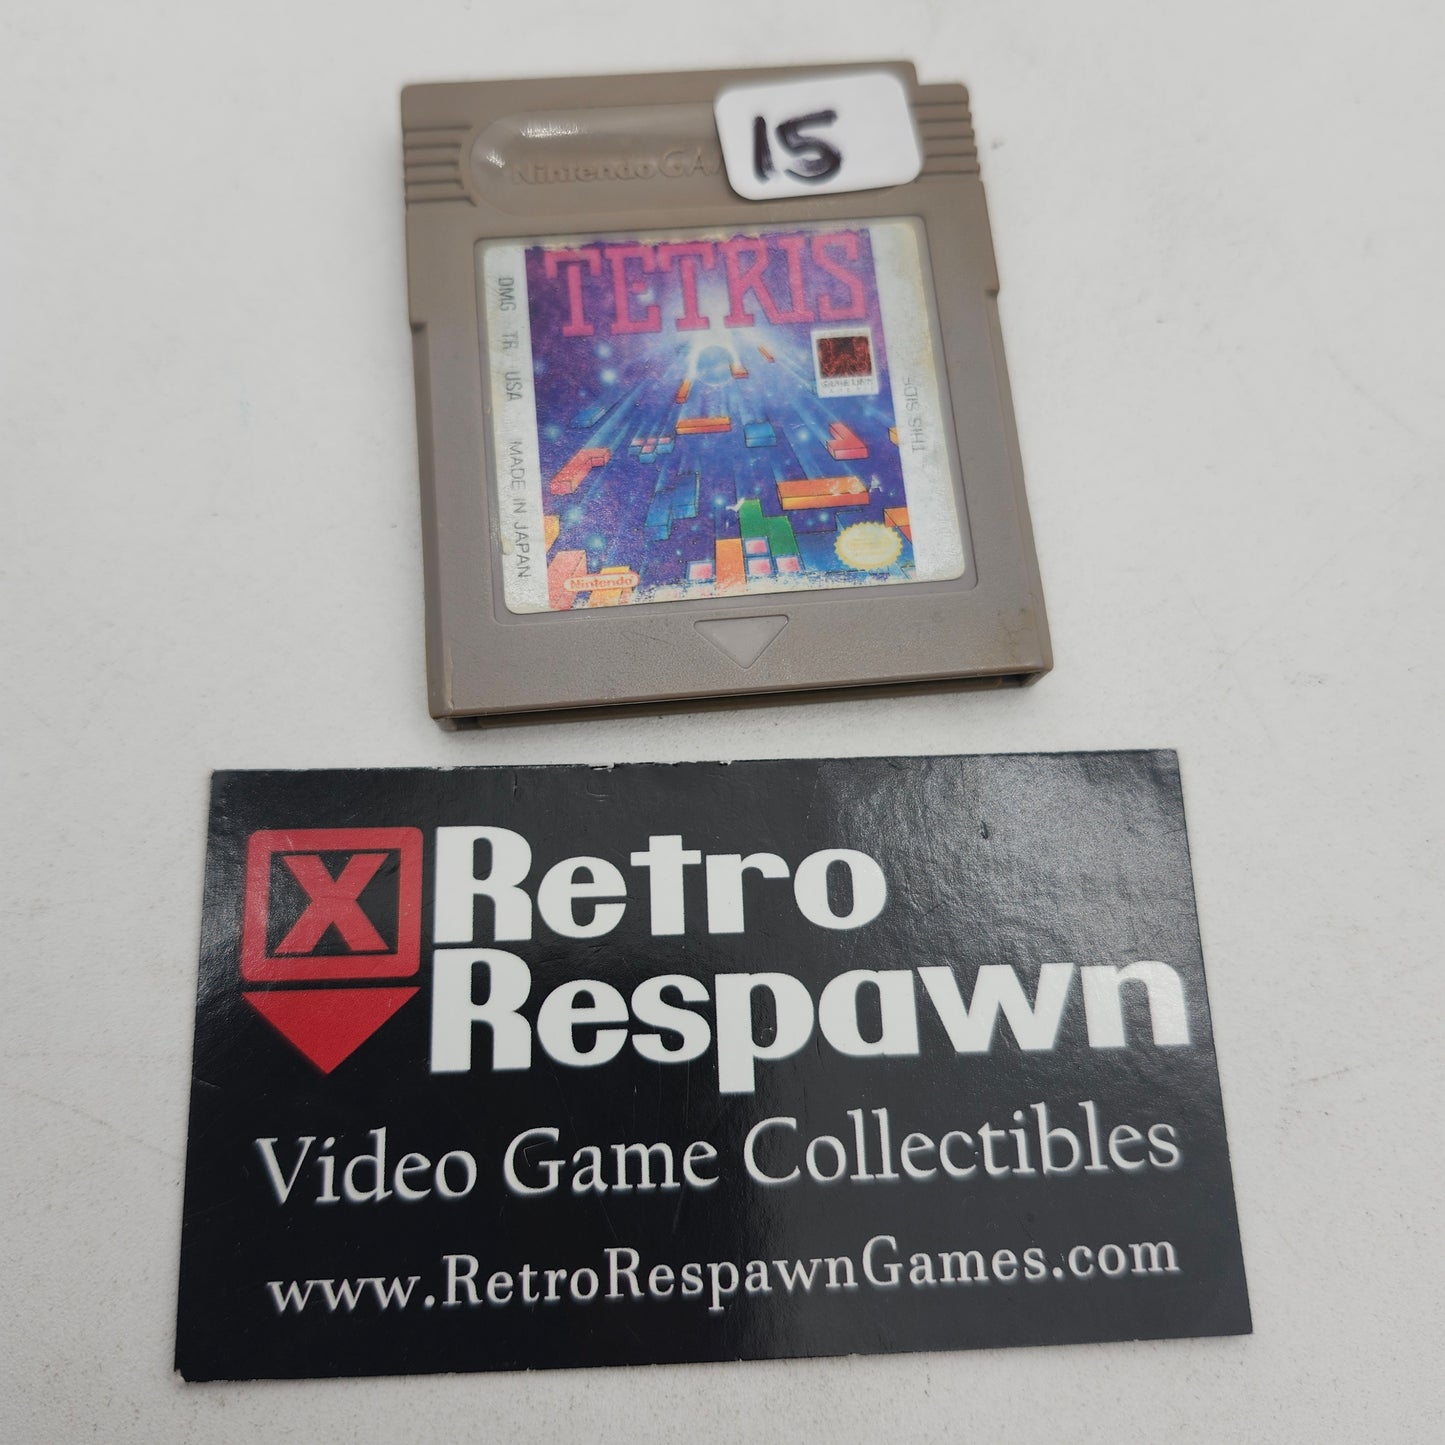 Nintendo GA
15
TETRIS
DMG TR USA MADE IN JAPAN
THIS SIDE
Nintendo
X
Retro
Respawn
Video Game Collectibles
www.RetroRespawnGames.com